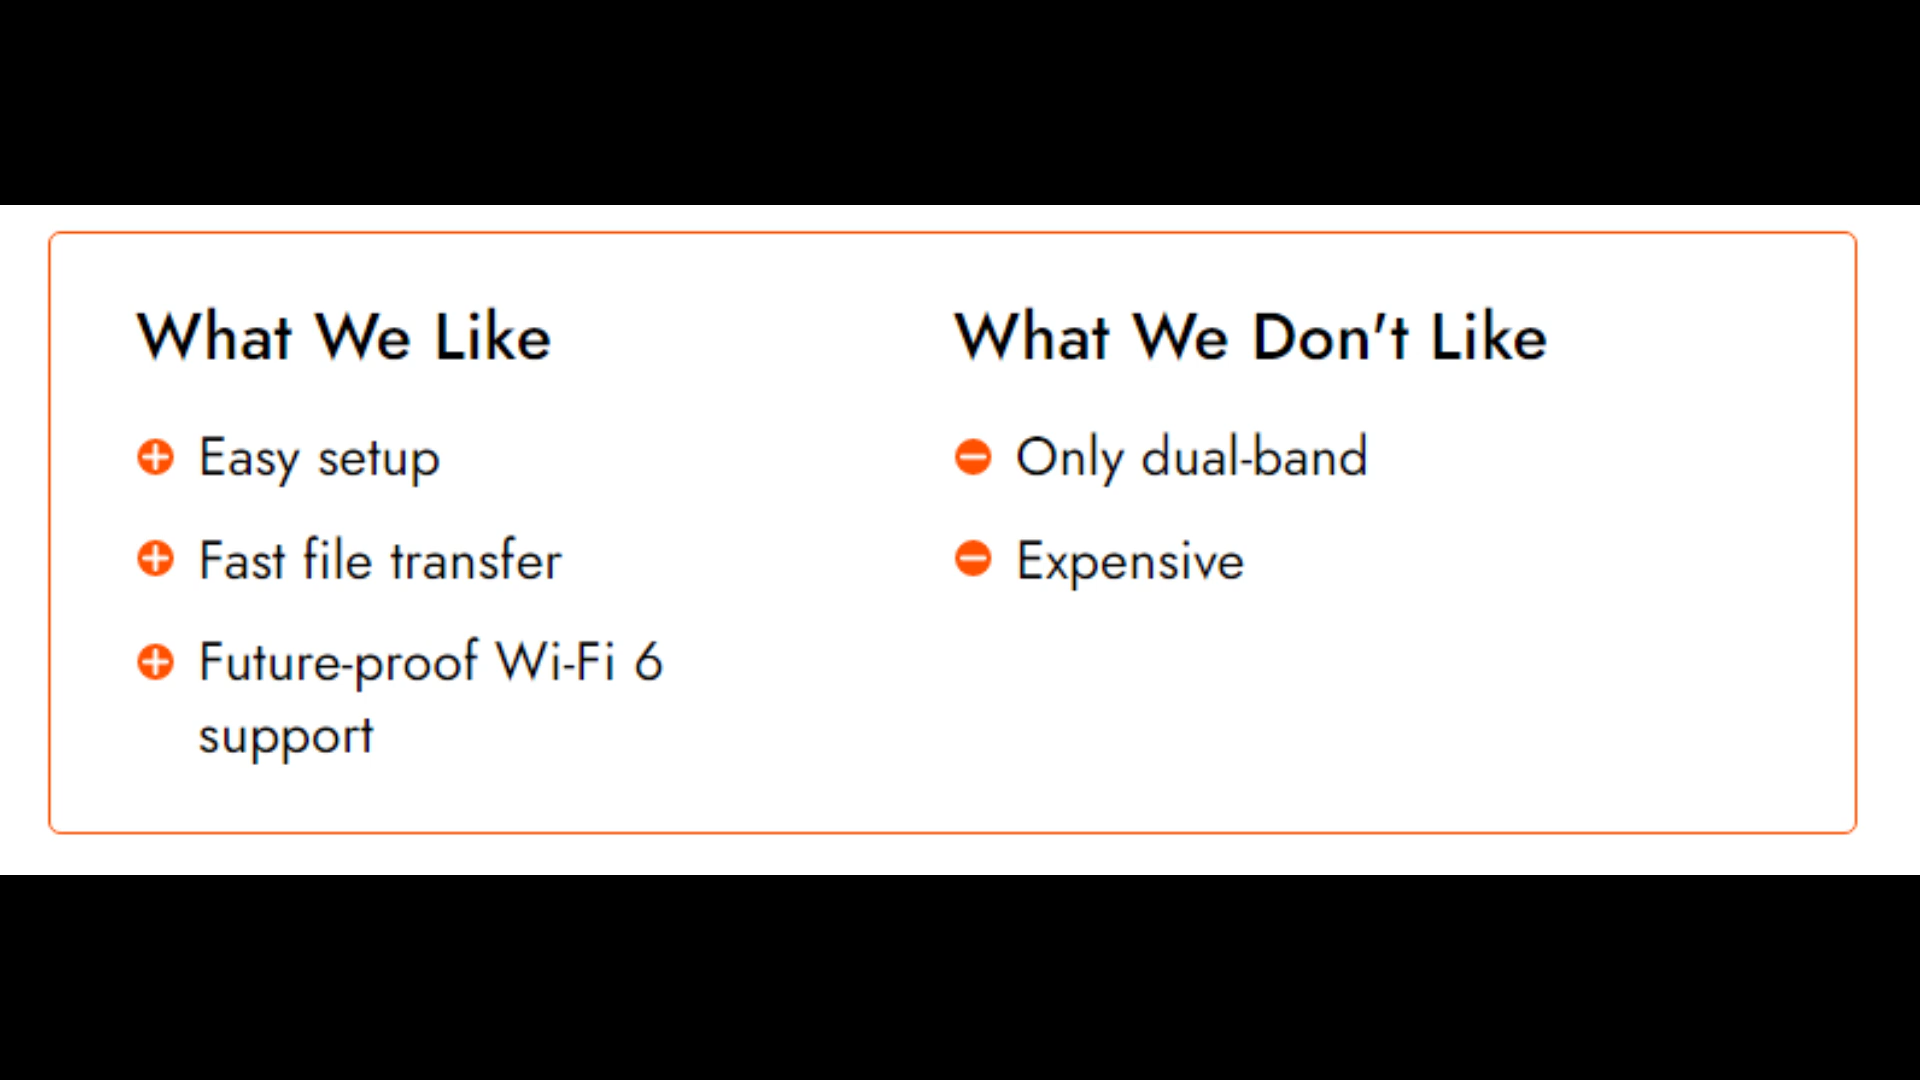 What We Like
Easy setup
Fast file transfer
Future-proof Wi-Fi 6
support
What We Don't Like
Only dual-band
Expensive